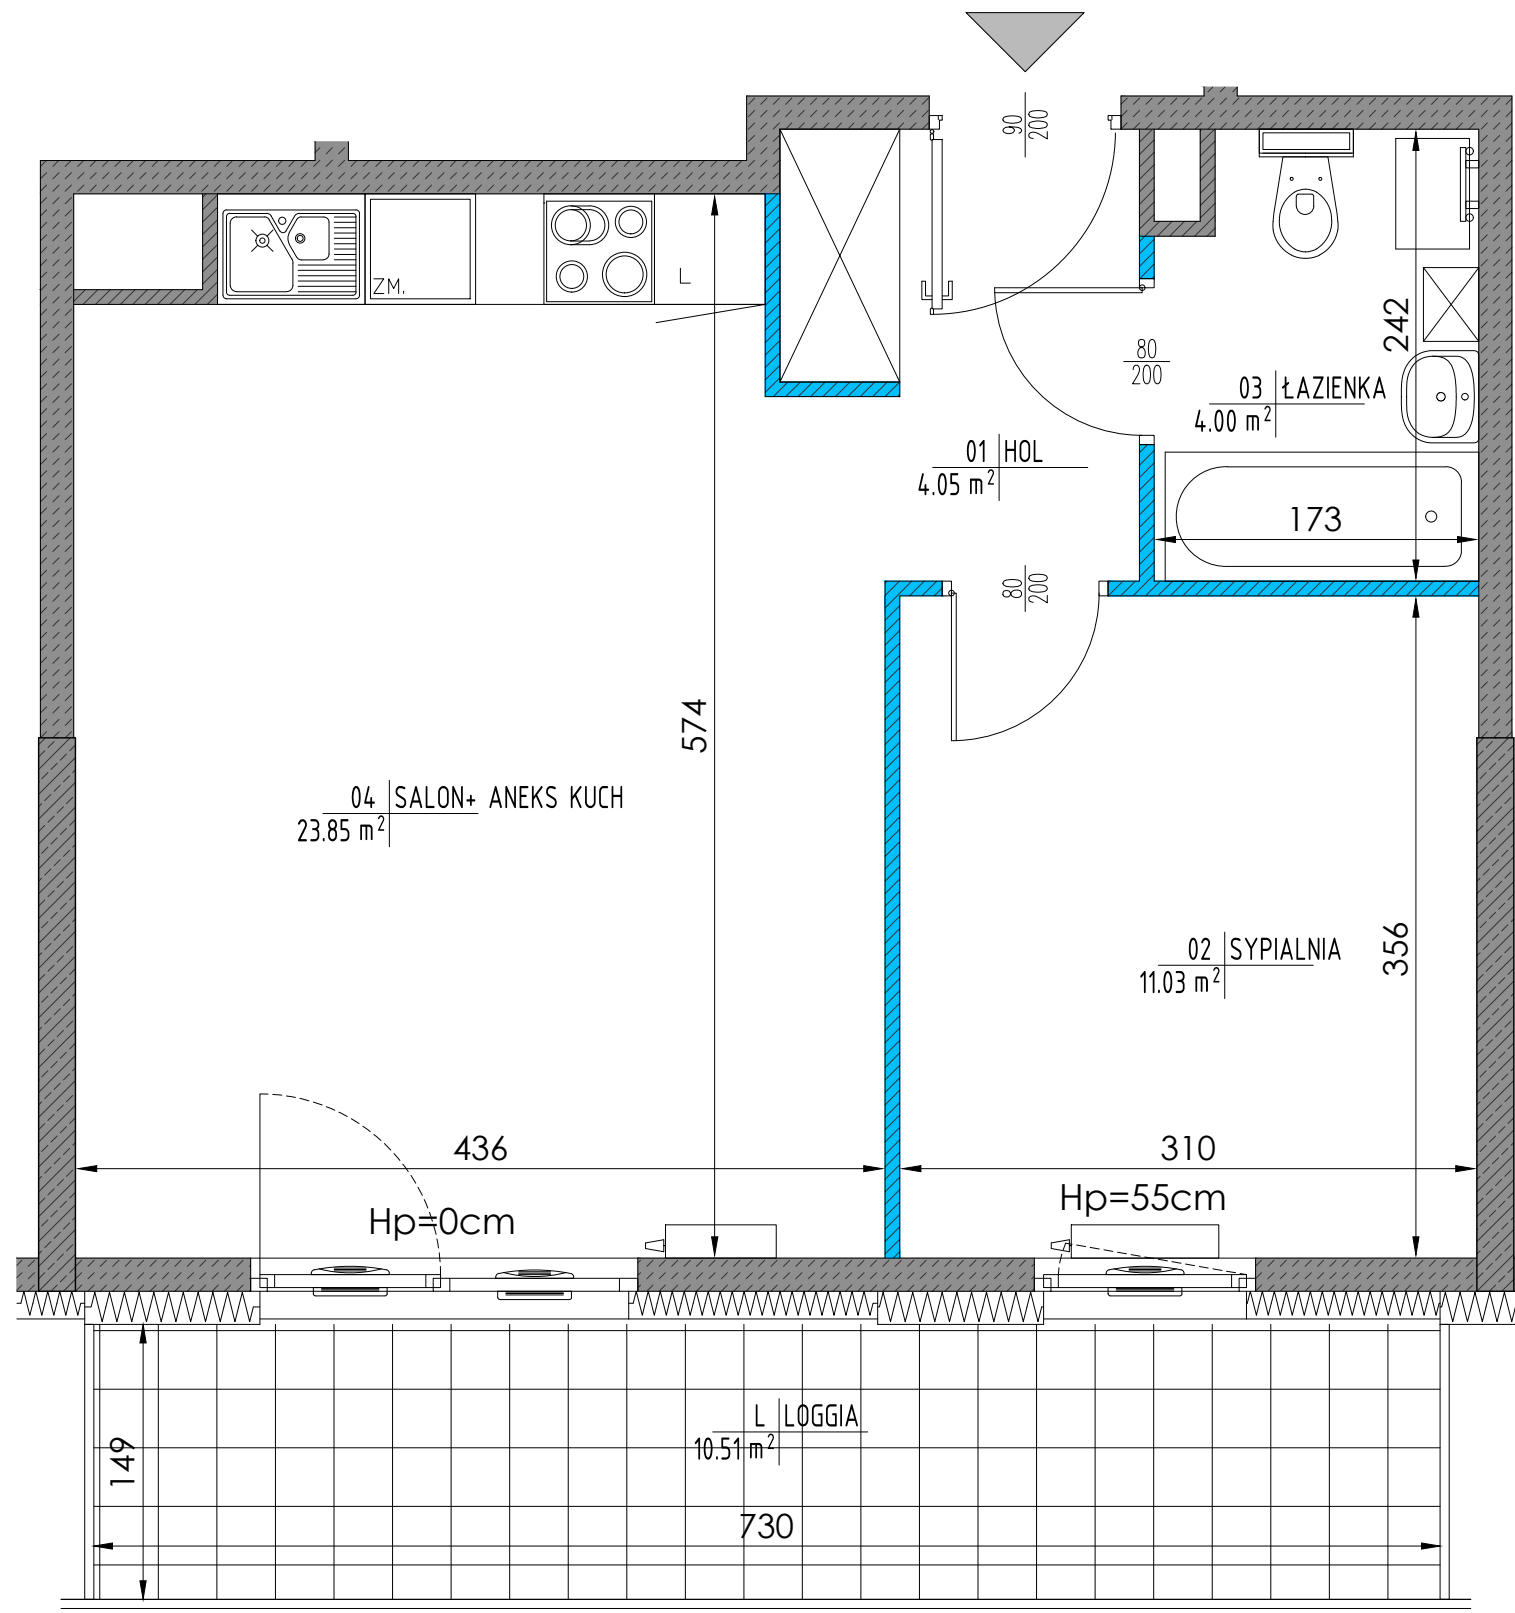 90
200
ZM.
L
242
80
200
03 ŁAZIENKA
4.00 m²
01 HOL
4.05 m²
173
80
200
574
04 SALON+ ANEKS KUCH
23.85 m²
02 SYPIALNIA
11.03 m²
356
436
310
Hp=0cm
Hp=55cm
L LOGGIA
10.51 m²
149
730